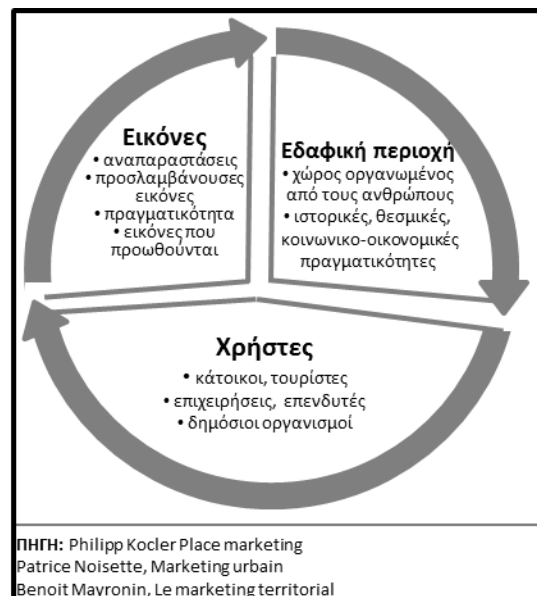 Εικόνες
• αναπαραστάσεις
• προσλαμβάνουσες
εικόνες
• πραγματικότητα
• εικόνες που
προωθούνται
Εδαφική περιοχή
• χώρος οργανωμένος
από τους ανθρώπους
• ιστορικές, θεσμικές,
κοινωνικο-οικονομικές
πραγματικότητες
Χρήστες
• κάτοικοι, τουρίστες
• επιχειρήσεις, επενδυτές
• δημόσιοι οργανισμοί
ΠΗΓΗ: Philipp Kocler Place marketing
Patrice Noisette, Marketing urbain
Benoit Mayronin, Le marketing territorial